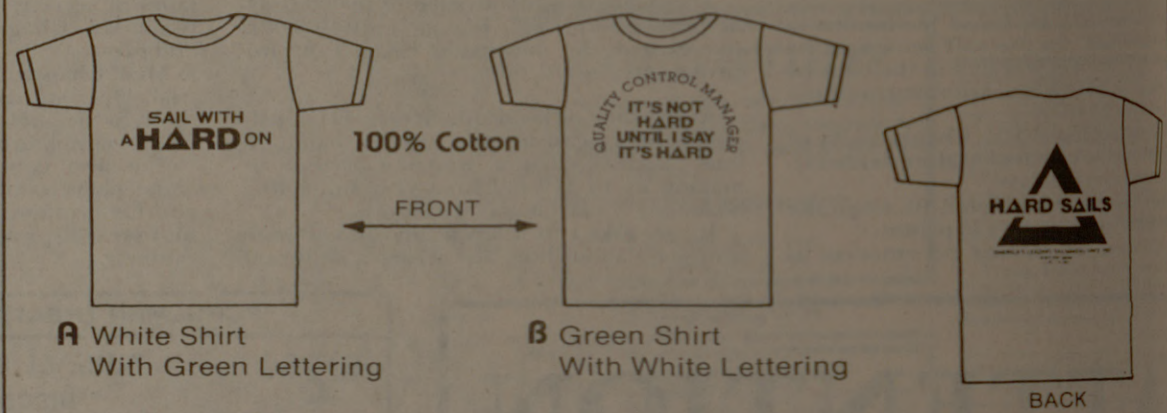 SAIL WITH
A HARD ON
100% Cotton
FRONT
QUALITY CONTROL MANAGER
IT'S NOT
HARD
UNTIL I SAY
IT'S HARD
HARD SAILS
A White Shirt
With Green Lettering
B Green Shirt
With White Lettering
BACK